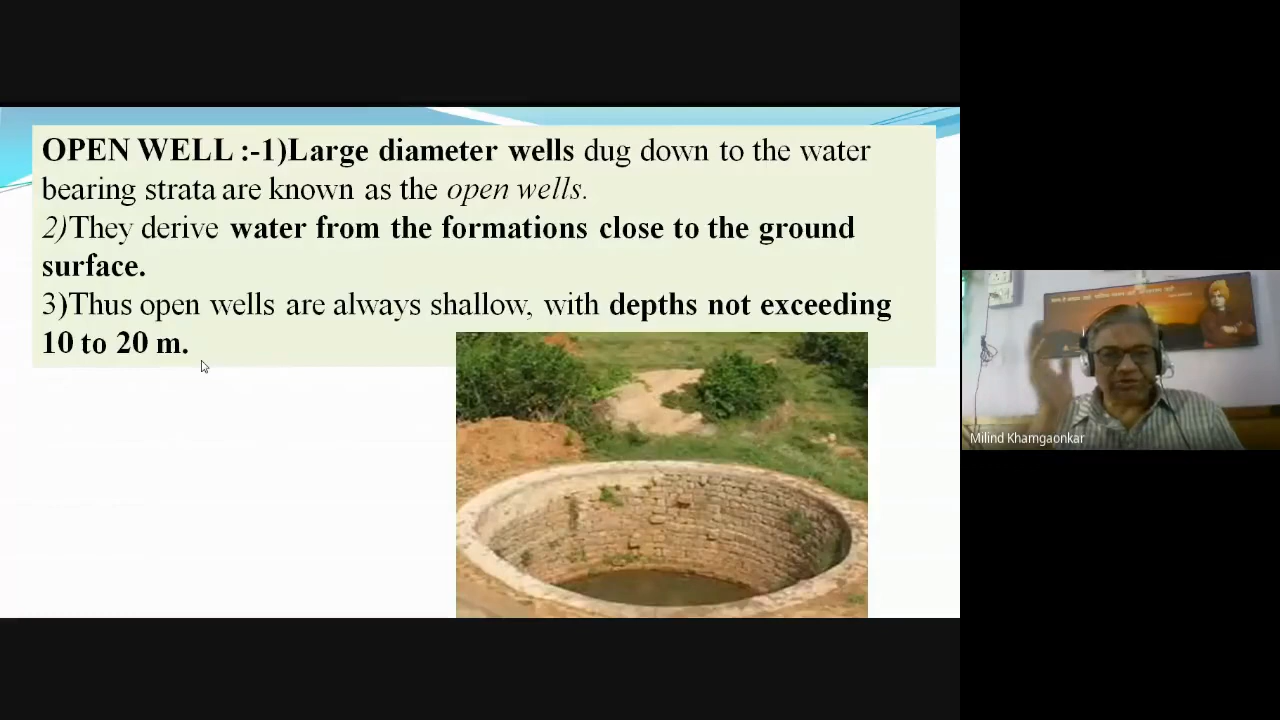 OPEN WELL :-1)Large diameter wells dug down to the water
bearing strata are known as the open wells.
2)They derive water from the formations close to the ground
surface.
3)Thus open wells are always shallow, with depths not exceeding
10 to 20 m.
Milind Khamgaonkar